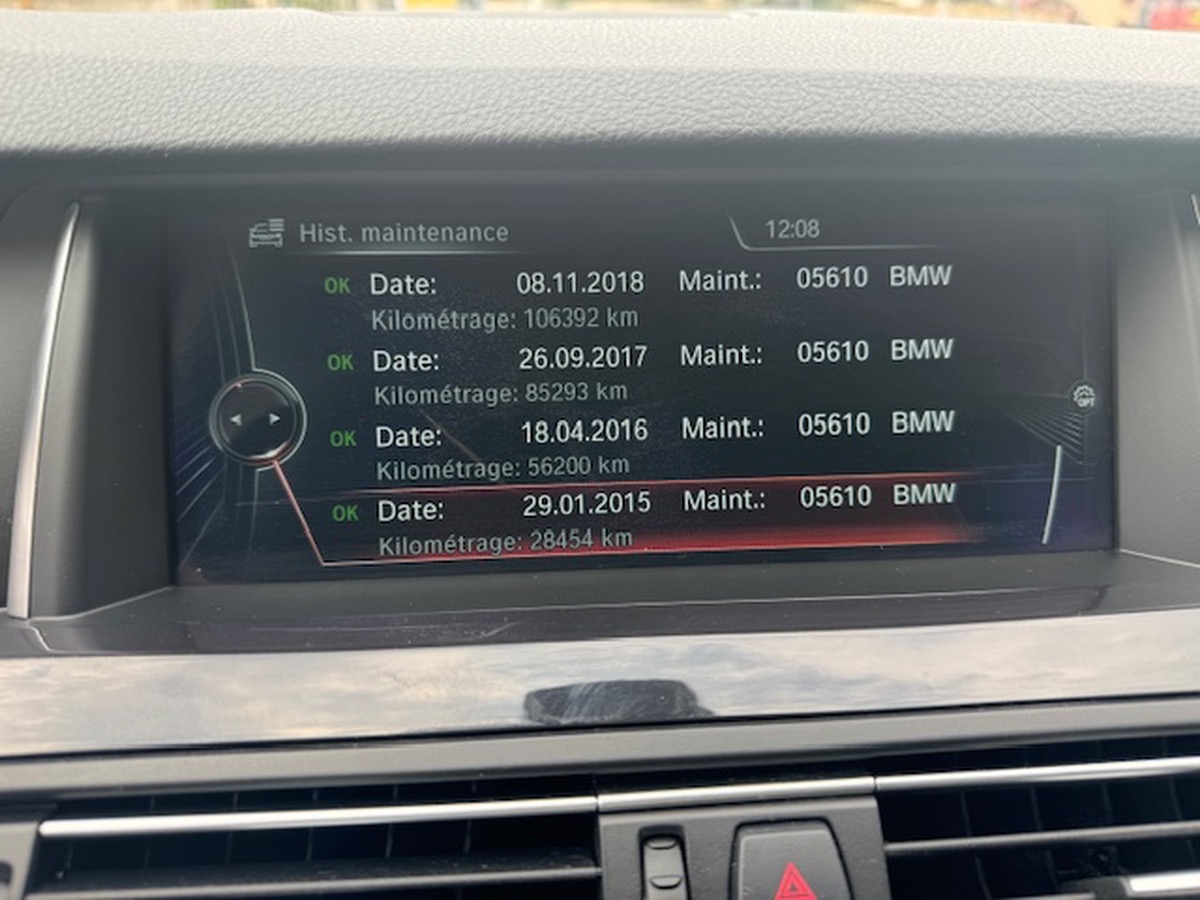 Hist. maintenance 12:08
OK Date: 08.11.2018 Maint.: 05610 BMW
Kilométrage: 106392 km
OK Date: 26.09.2017 Maint.: 05610 BMW
Kilométrage: 85293 km
OK Date: 18.04.2016 Maint.: 05610 BMW
Kilométrage: 56200 km
OK Date: 29.01.2015 Maint.: 05610 BMW
Kilométrage: 28454 km
OPT